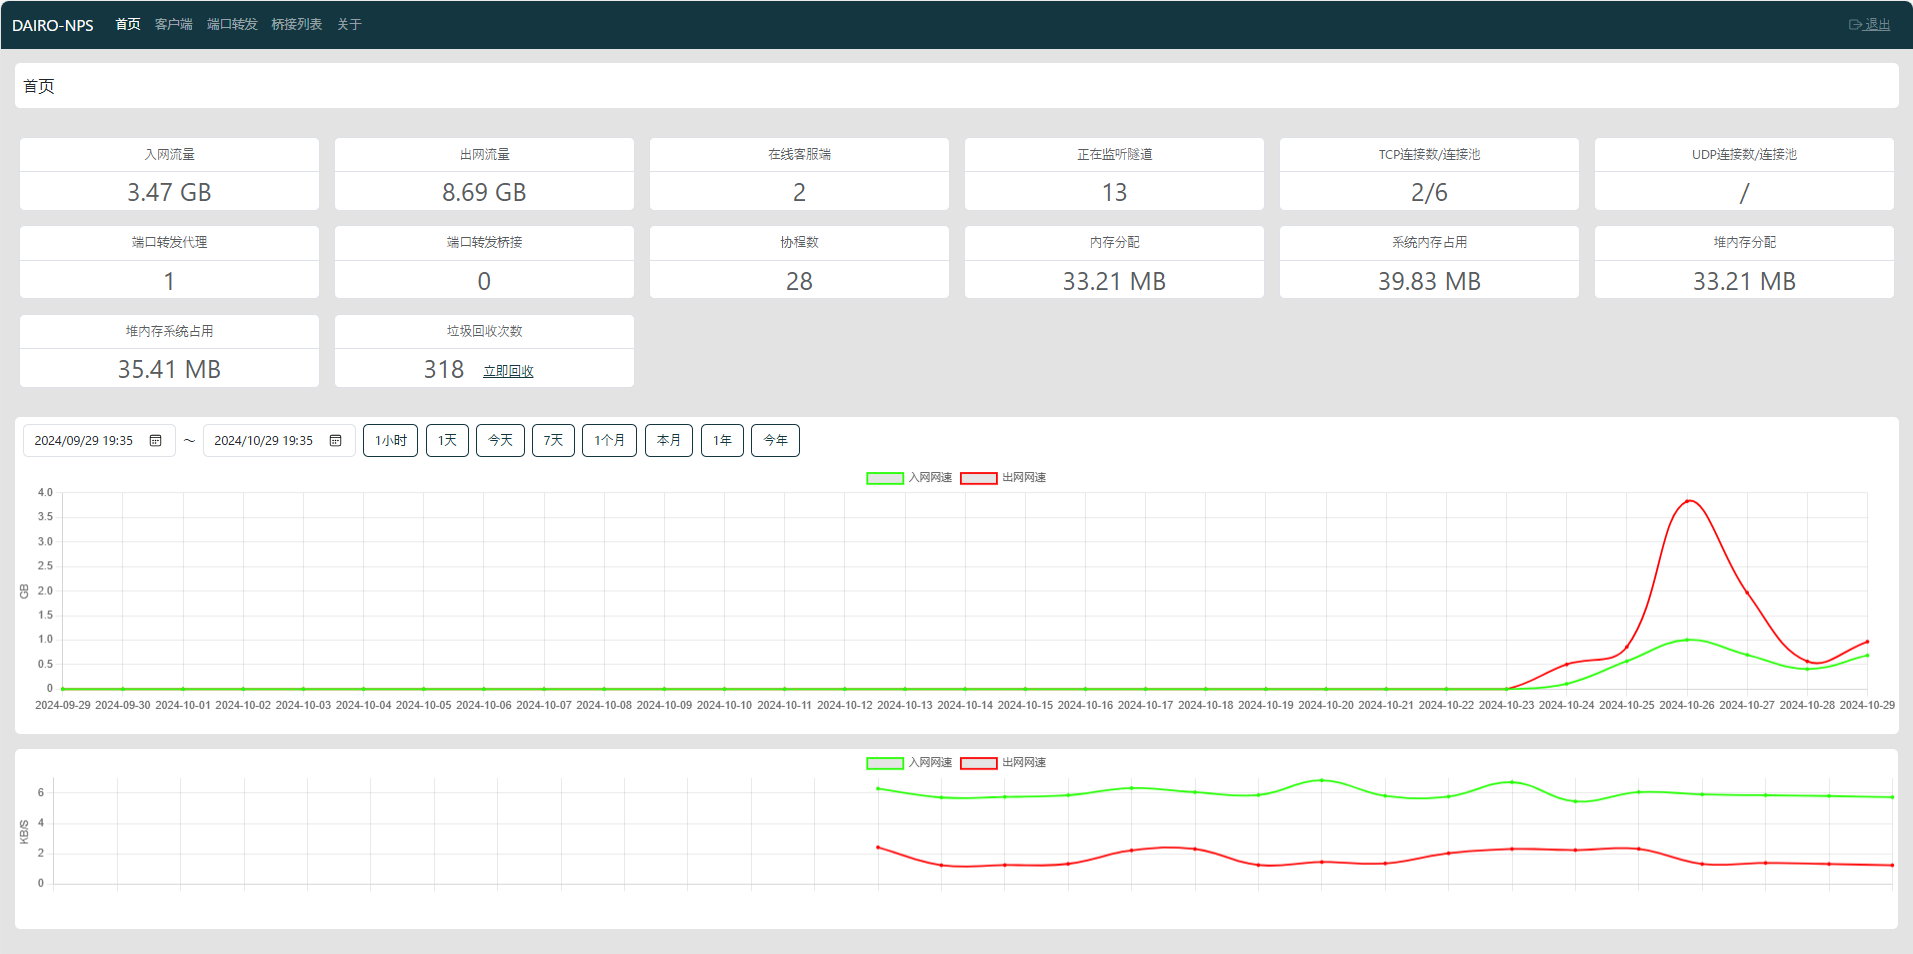 DAIRO-NPS 首页 客户端 端口转发 桥接列表 关于 退出
首页
入网流量 出网流量 在线客服端 正在监听隧道 TCP连接数/连接池 UDP连接数/连接池
3.47 GB 8.69 GB 2 13 2/6 /
端口转发代理 端口转发桥接 协程数 内存分配 系统内存占用 堆内存分配
1 0 28 33.21 MB 39.83 MB 33.21 MB
堆内存系统占用 垃圾回收次数
35.41 MB 318 立即回收
2024/09/29 19:35 ~ 2024/10/29 19:35 1小时 1天 今天 7天 1个月 本月 1年 今年
入网网速 出网网速
4.0
3.5
3.0
2.5
2.0
1.5
1.0
0.5
0
GB
2024-09-29 2024-09-30 2024-10-01 2024-10-02 2024-10-03 2024-10-04 2024-10-05 2024-10-06 2024-10-07 2024-10-08 2024-10-09 2024-10-10 2024-10-11 2024-10-12 2024-10-13 2024-10-14 2024-10-15 2024-10-16 2024-10-17 2024-10-18 2024-10-19 2024-10-20 2024-10-21 2024-10-22 2024-10-23 2024-10-24 2024-10-25 2024-10-26 2024-10-27 2024-10-28 2024-10-29
入网网速 出网网速
6
4
2
0
KB/S